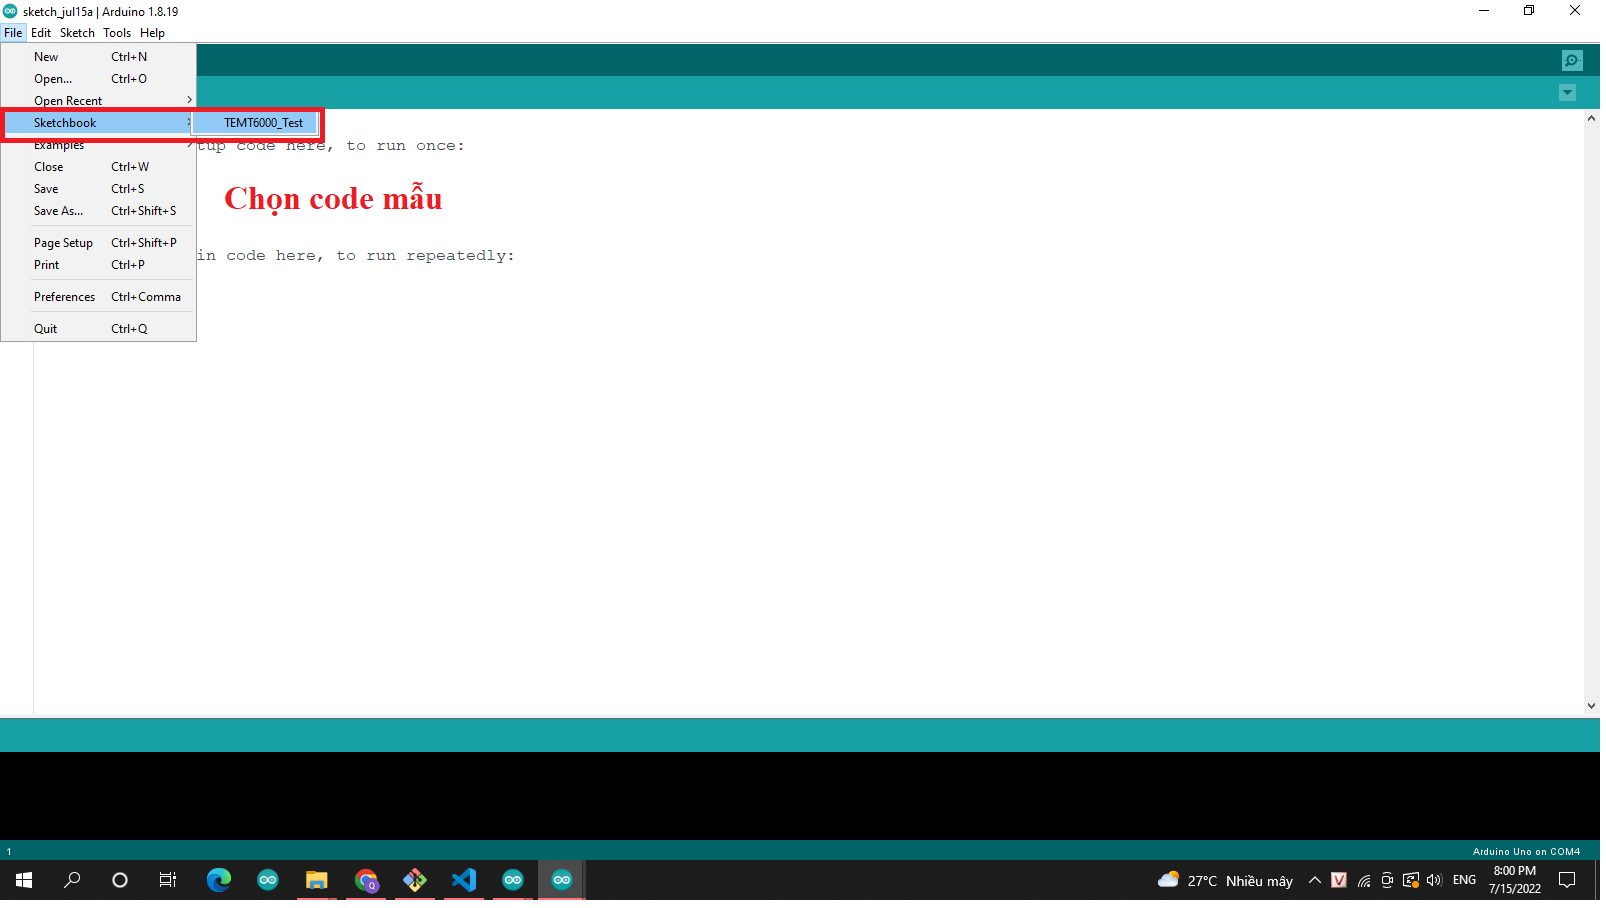 sketch_jul15a | Arduino 1.8.19
File Edit Sketch Tools Help
New Ctrl+N
Open... Ctrl+O
Open Recent
Sketchbook TEMT6000_Test
Examples
tup code here, to run once:
Close Ctrl+W
Save Ctrl+S
Chọn code mẫu
Save As... Ctrl+Shift+S
Page Setup Ctrl+Shift+P
in code here, to run repeatedly:
Print Ctrl+P
Preferences Ctrl+Comma
Quit Ctrl+Q
1 Arduino Uno on COM4
27°C Nhiều mây ENG 8:00 PM
7/15/2022